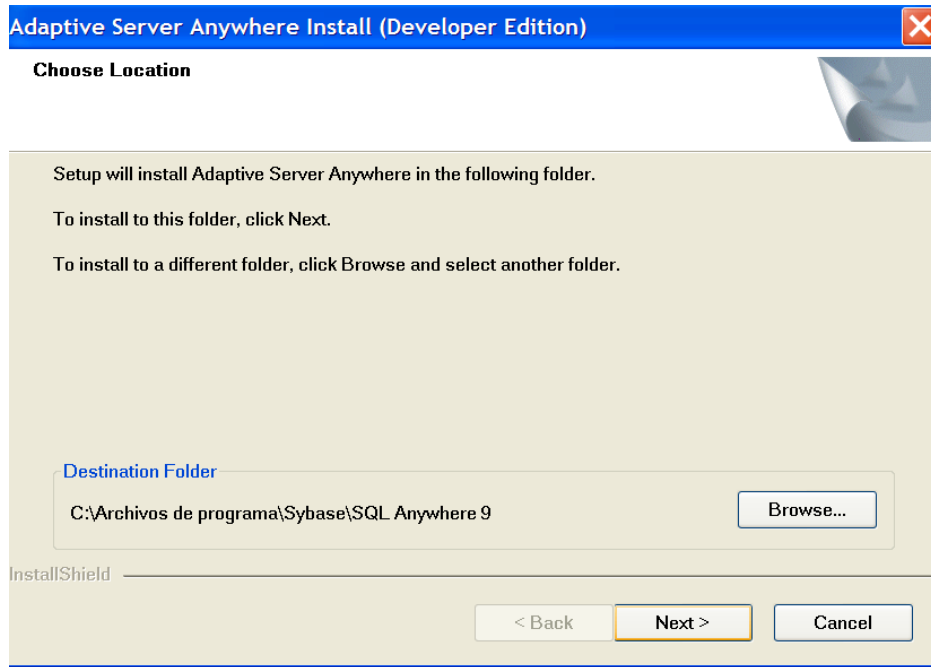 Adaptive Server Anywhere Install (Developer Edition)
Choose Location
Setup will install Adaptive Server Anywhere in the following folder.
To install to this folder, click Next.
To install to a different folder, click Browse and select another folder.
Destination Folder
C:\Archivos de programa\Sybase\SQL Anywhere 9
Browse...
InstallShield
< Back
Next >
Cancel